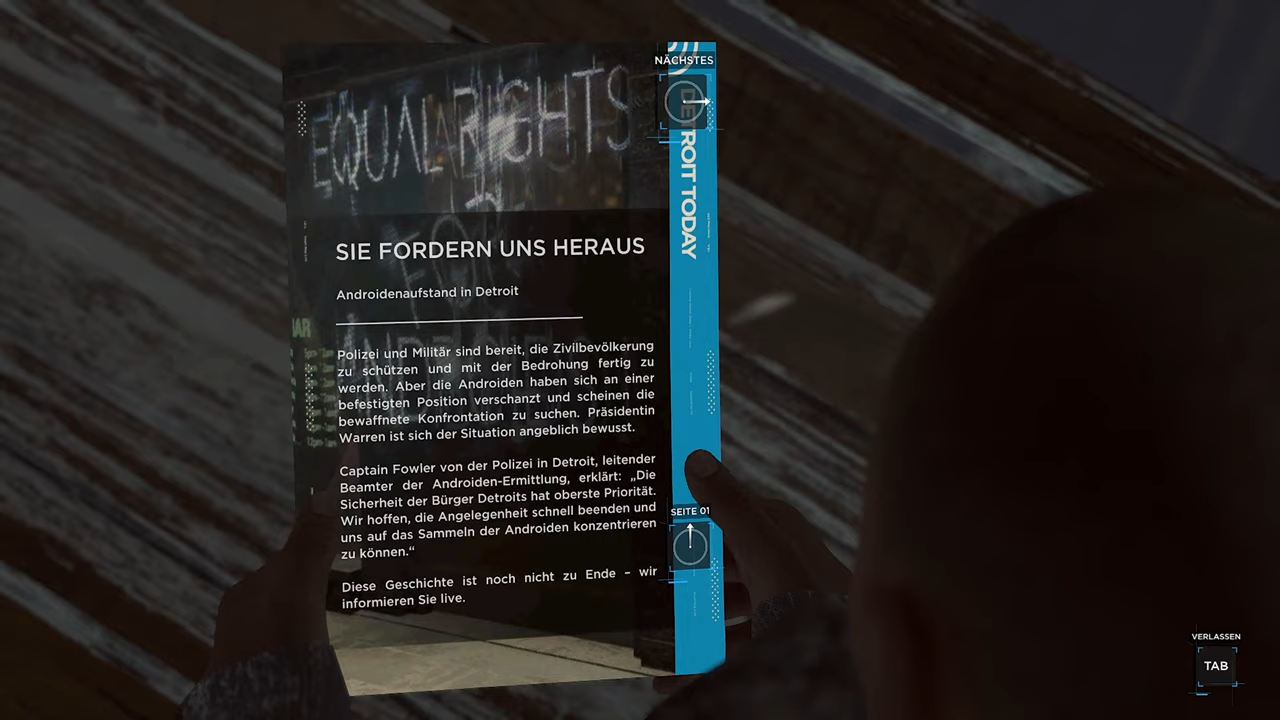 EQUAL RIGHTS
FOR
NÄCHSTES
DETROIT TODAY
SIE FORDERN UNS HERAUS
Androidenaufstand in Detroit
Polizei und Militär sind bereit, die Zivilbevölkerung
zu schützen und mit der Bedrohung fertig zu
werden. Aber die Androiden haben sich an einer
befestigten Position verschanzt und scheinen die
bewaffnete Konfrontation zu suchen. Präsidentin
Warren ist sich der Situation angeblich bewusst.
Captain Fowler von der Polizei in Detroit, leitender
Beamter der Androiden-Ermittlung, erklärt: „Die
Sicherheit der Bürger Detroits hat oberste Priorität.
Wir hoffen, die Angelegenheit schnell beenden und
uns auf das Sammeln der Androiden konzentrieren
zu können.“
Diese Geschichte ist noch nicht zu Ende – wir
informieren Sie live.
SEITE 01
VERLASSEN
TAB